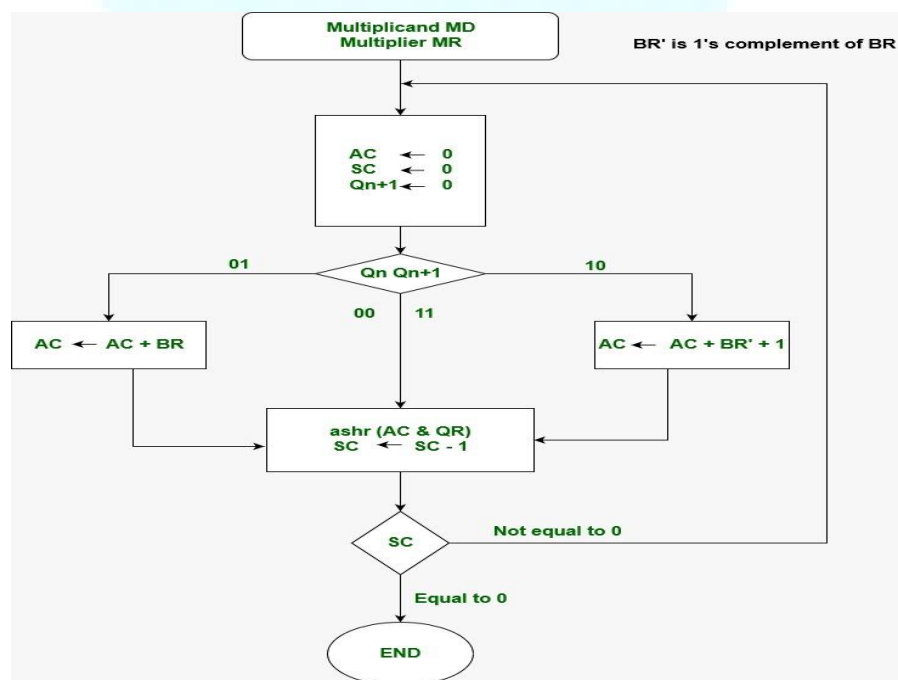 Multiplicand MD
Multiplier MR
BR' is 1's complement of BR
AC ← 0
SC ← 0
Qn+1 ← 0
Qn Qn+1
01
10
00
11
AC ← AC + BR
AC ← AC + BR' + 1
ashr (AC & QR)
SC ← SC - 1
SC
Not equal to 0
Equal to 0
END